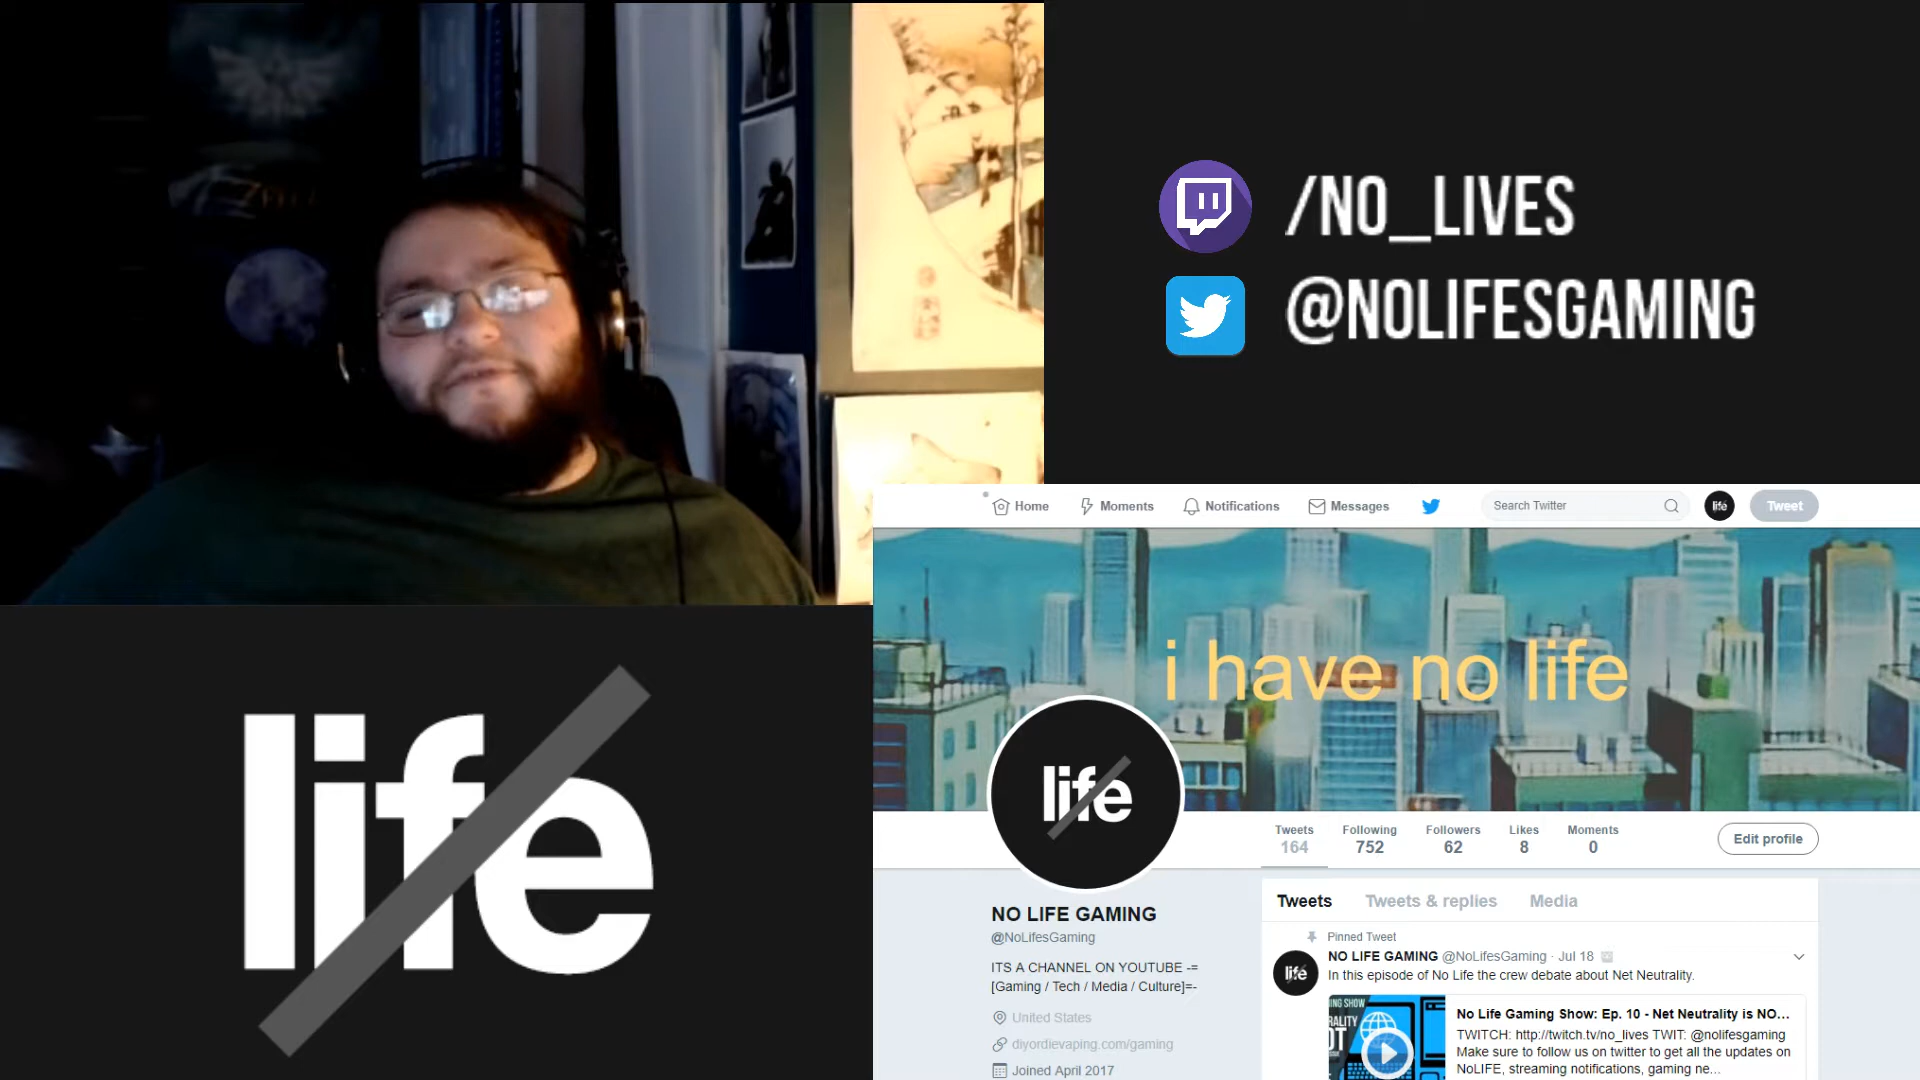 /NO_LIVES
@NOLIFESGAMING
life
Home
Moments
Notifications
Messages
Search Twitter
life
Tweet
i have no life
life
Tweets
164
Following
752
Followers
62
Likes
8
Moments
0
Edit profile
NO LIFE GAMING
@NoLifesGaming
ITS A CHANNEL ON YOUTUBE -=
[Gaming / Tech / Media / Culture]=-
United States
diyordievaping.com/gaming
Joined April 2017
Tweets
Tweets & replies
Media
Pinned Tweet
life
NO LIFE GAMING @NoLifesGaming · Jul 18
In this episode of No Life the crew debate about Net Neutrality.
ING SHOW
RALITY
OT
No Life Gaming Show: Ep. 10 - Net Neutrality is NO...
TWITCH: http://twitch.tv/no_lives TWIT: @nolifesgaming
Make sure to follow us on twitter to get all the updates on
NoLIFE, streaming notifications, gaming ne...